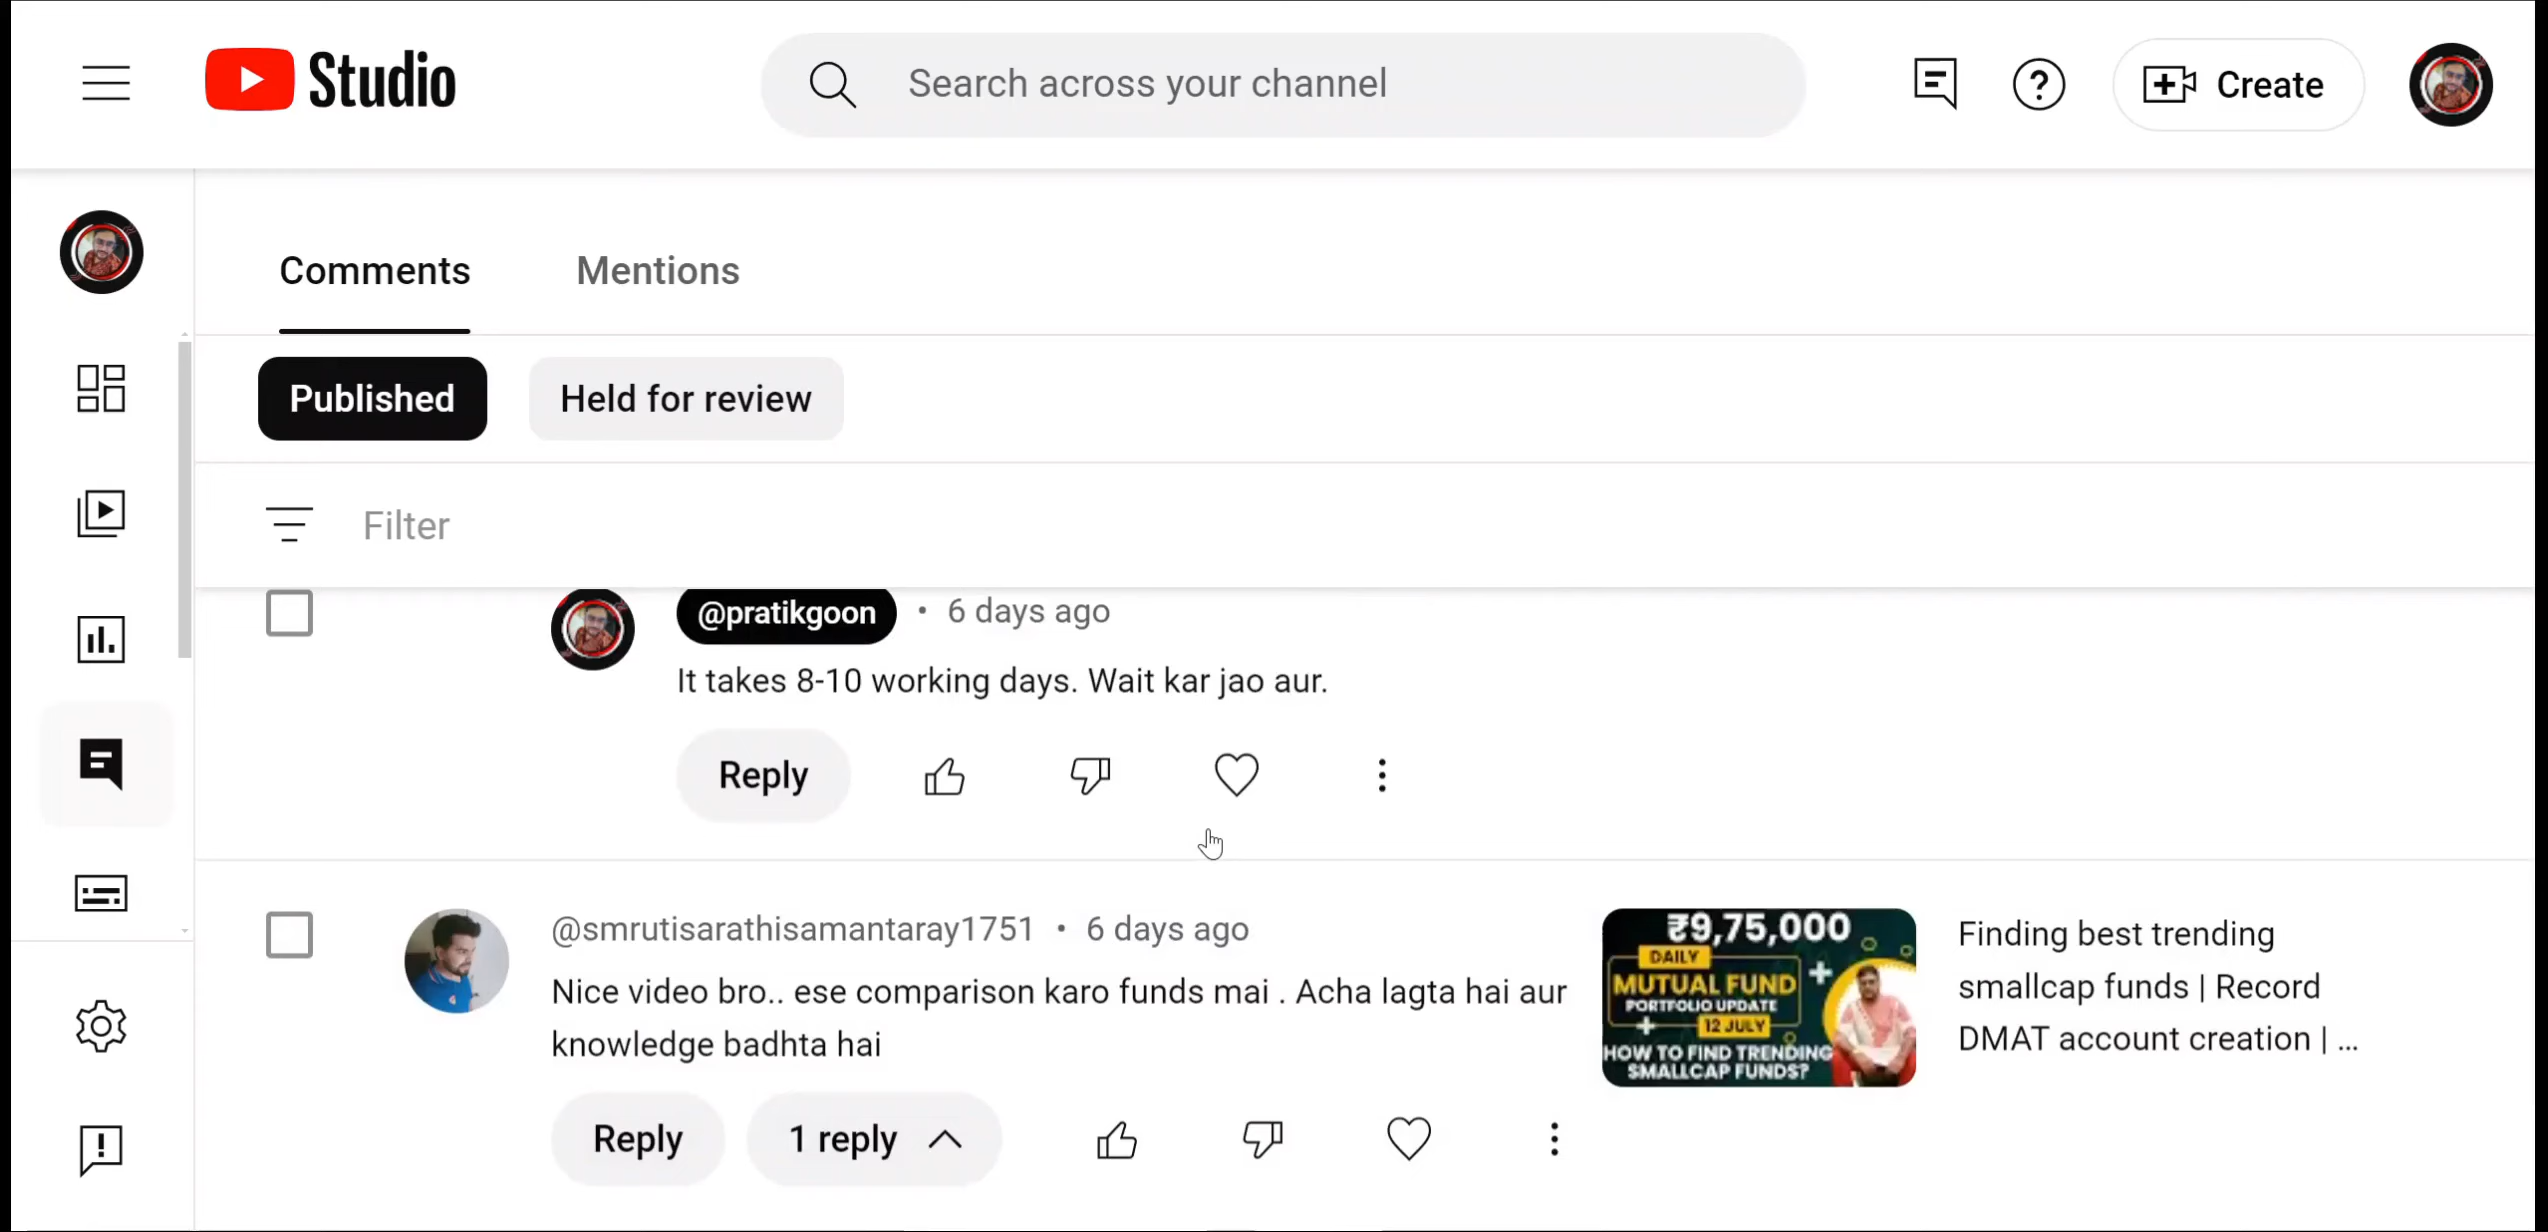 Studio
Search across your channel
Create
Comments
Mentions
Published
Held for review
Filter
@pratikgoon • 6 days ago
It takes 8-10 working days. Wait kar jao aur.
Reply
@smrutisarathisamantaray1751 • 6 days ago
Nice video bro.. ese comparison karo funds mai . Acha lagta hai aur
knowledge badhta hai
Reply
1 reply
₹9,75,000
DAILY
MUTUAL FUND
PORTFOLIO UPDATE
12 JULY
HOW TO FIND TRENDING
SMALLCAP FUNDS?
Finding best trending
smallcap funds | Record
DMAT account creation | ...